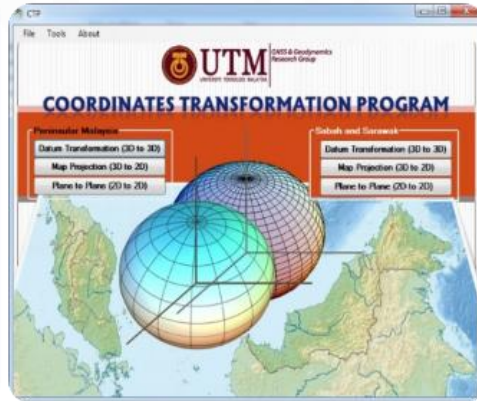 CTP
File Tools About
UTM
UNIVERSITI TEKNOLOGI MALAYSIA
GNSS & Geodynamics
Research Group
COORDINATES TRANSFORMATION PROGRAM
Peninsular Malaysia
Datum Transformation (3D to 3D)
Map Projection (3D to 2D)
Plane to Plane (2D to 2D)
Sabah and Sarawak
Datum Transformation (3D to 3D)
Map Projection (3D to 2D)
Plane to Plane (2D to 2D)